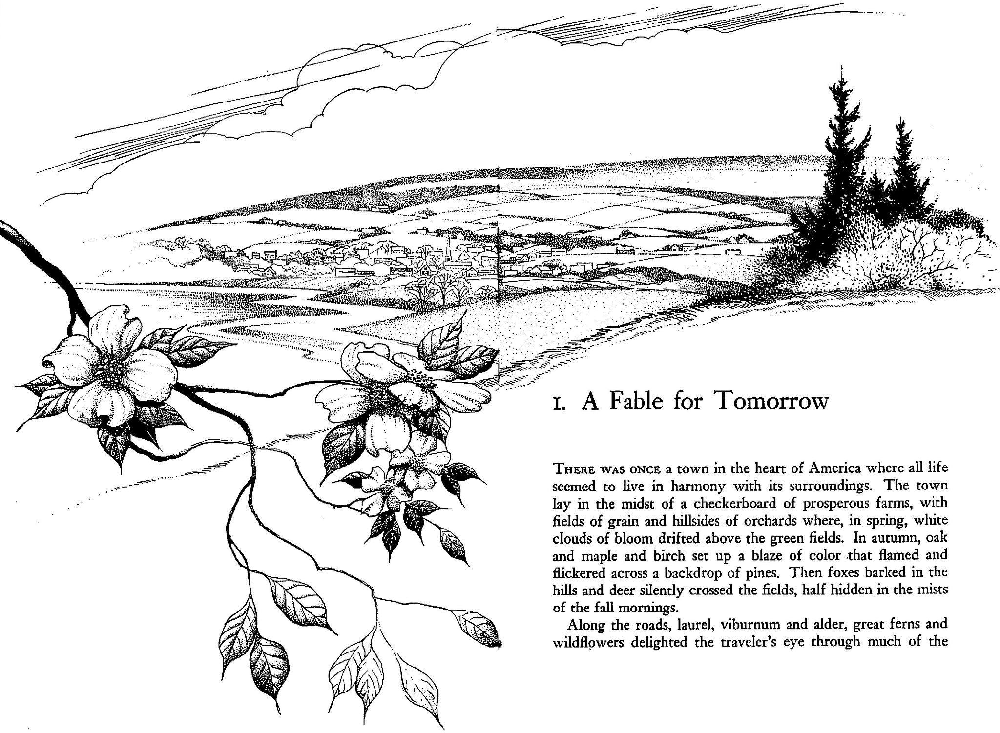 1. A Fable for Tomorrow
THERE WAS ONCE a town in the heart of America where all life
seemed to live in harmony with its surroundings. The town
lay in the midst of a checkerboard of prosperous farms, with
fields of grain and hillsides of orchards where, in spring, white
clouds of bloom drifted above the green fields. In autumn, oak
and maple and birch set up a blaze of color that flamed and
flickered across a backdrop of pines. Then foxes barked in the
hills and deer silently crossed the fields, half hidden in the mists
of the fall mornings.
Along the roads, laurel, viburnum and alder, great ferns and
wildflowers delighted the traveler's eye through much of the